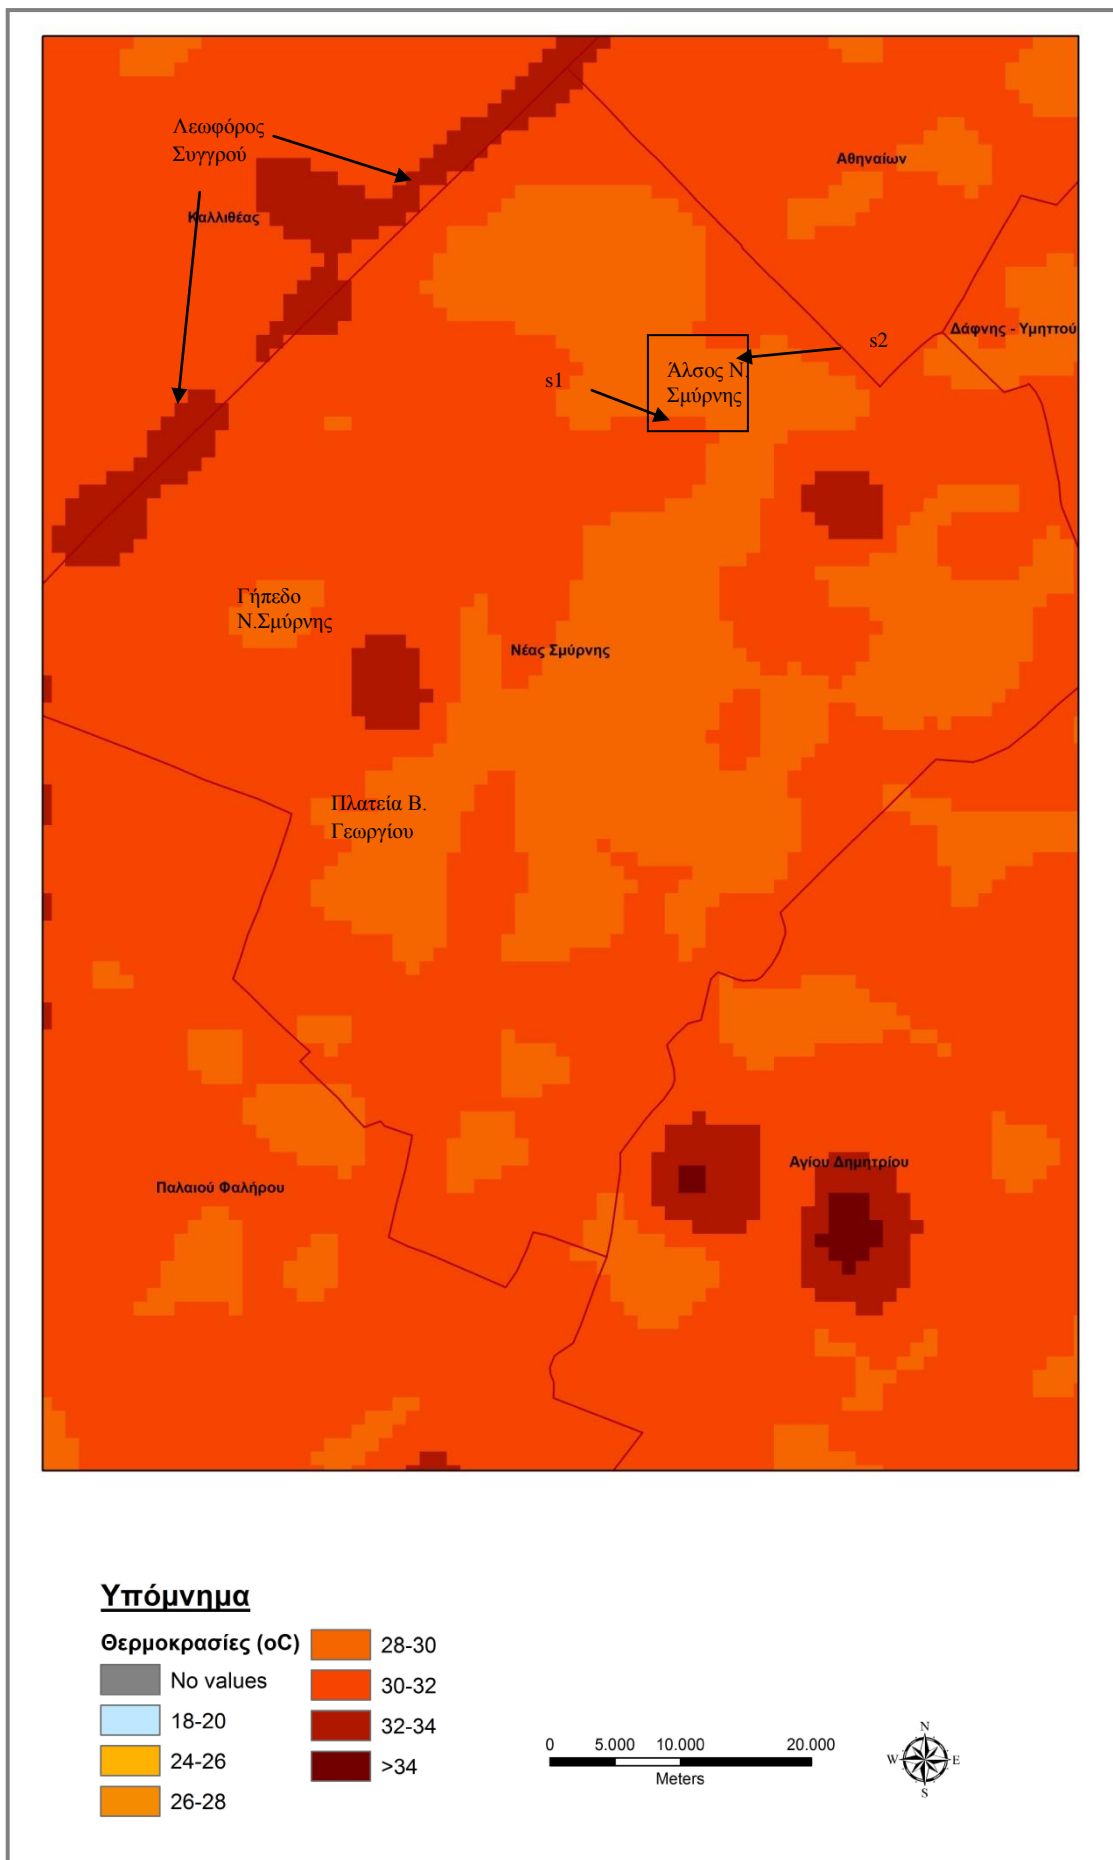 Λεωφόρος
Συγγρού
Αθηναίων
Καλλιθέας
Δάφνης - Υμηττού
s2
s1
Άλσος Ν.
Σμύρνης
Γήπεδο
Ν.Σμύρνης
Νέας Σμύρνης
Πλατεία Β.
Γεωργίου
Αγίου Δημητρίου
Παλαιού Φαλήρου
Υπόμνημα
Θερμοκρασίες (οC)
No values
18-20
24-26
26-28
28-30
30-32
32-34
>34
0 5.000 10.000 20.000
Meters
N
W E
S